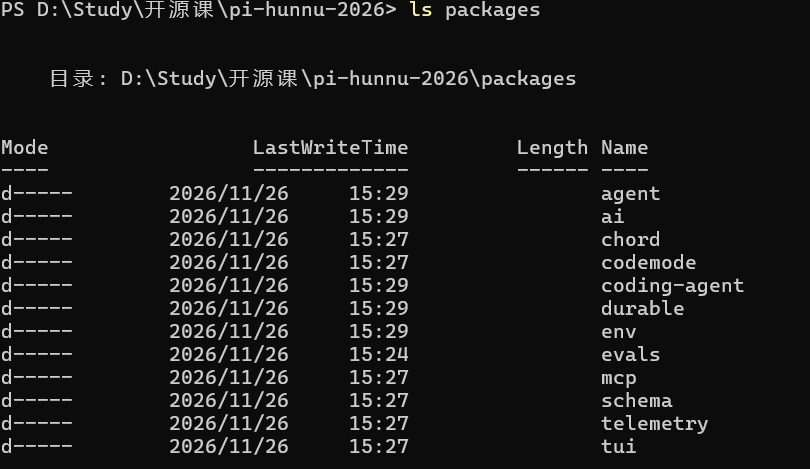 PS D:\Study\开源课\pi-hunnu-2026> ls packages
目录: D:\Study\开源课\pi-hunnu-2026\packages
Mode LastWriteTime Length Name
---- ------------- ------ ----
d----- 2026/11/26 15:29 agent
d----- 2026/11/26 15:29 ai
d----- 2026/11/26 15:27 chord
d----- 2026/11/26 15:27 codemode
d----- 2026/11/26 15:29 coding-agent
d----- 2026/11/26 15:29 durable
d----- 2026/11/26 15:29 env
d----- 2026/11/26 15:24 evals
d----- 2026/11/26 15:27 mcp
d----- 2026/11/26 15:27 schema
d----- 2026/11/26 15:27 telemetry
d----- 2026/11/26 15:27 tui